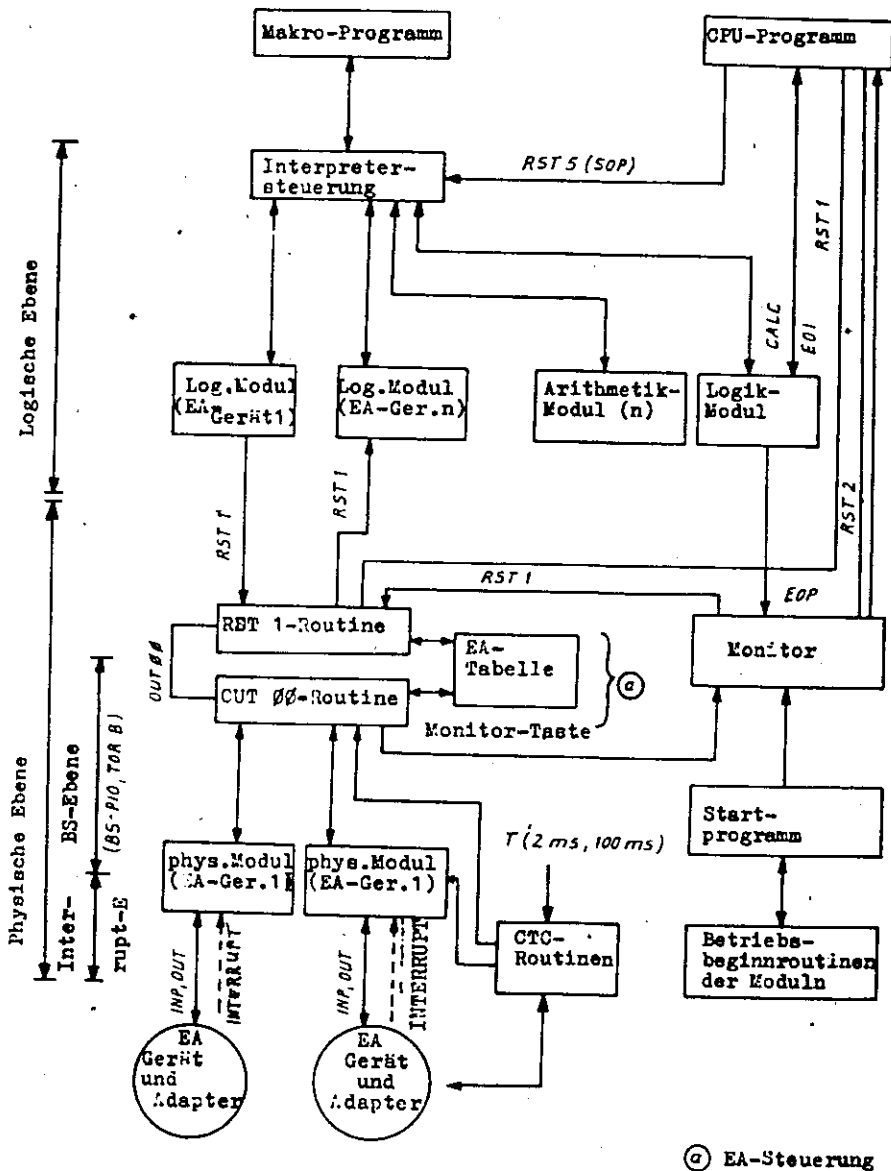 Makro-Programm
CPU-Programm
Interpreter-
steuerung
RST 5 (SOP)
RST 1
CALC
EOI
Logische Ebene
Log.Modul
(EA-
Gerät1)
Log.Modul
(EA-Ger.n)
Arithmetik-
Modul (n)
Logik-
Modul
RST 1
RST 1
RST 2
RST 1
EOP
RST 1-Routine
EA-
Tabelle
Monitor
OUT ØØ
CUT ØØ-Routine
a
Monitor-Taste
Physische Ebene
BS-Ebene
(BS-PIO, TOR B)
Inter-
rupt-E
Start-
programm
T (2 ms, 100 ms)
phys.Modul
(EA-Ger.1)
phys.Modul
(EA-Ger.1)
CTC-
Routinen
Betriebs-
beginnroutinen
der Moduln
INP, OUT
INTERRUPT
INP, OUT
INTERRUPT
EA
Gerät
und
Adapter
EA
Gerät
und
Adapter
a EA-Steuerung